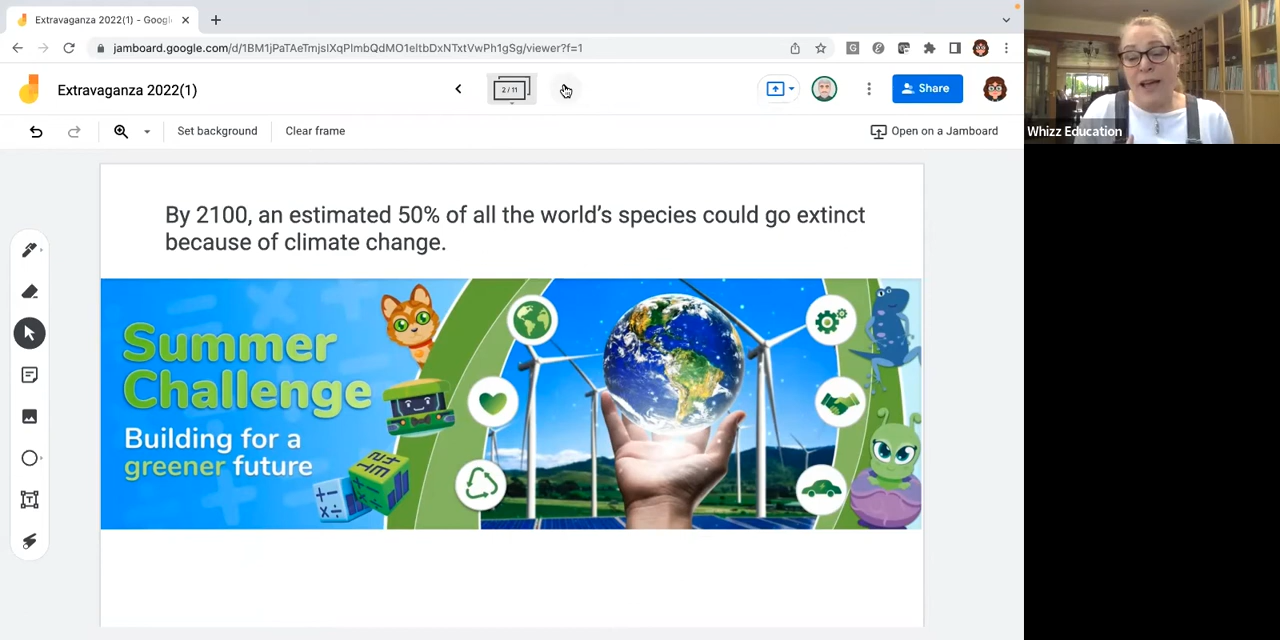 Extravaganza 2022(1) - Googl
jamboard.google.com/d/1BM1jPaTAeTmjslXqPlmbQdMO1eltbDxNTxtVwPh1gSg/viewer?f=1
Extravaganza 2022(1)
2 / 11
Share
Set background
Clear frame
Open on a Jamboard
Whizz Education
By 2100, an estimated 50% of all the world's species could go extinct
because of climate change.
Summer
Challenge
Building for a
greener future